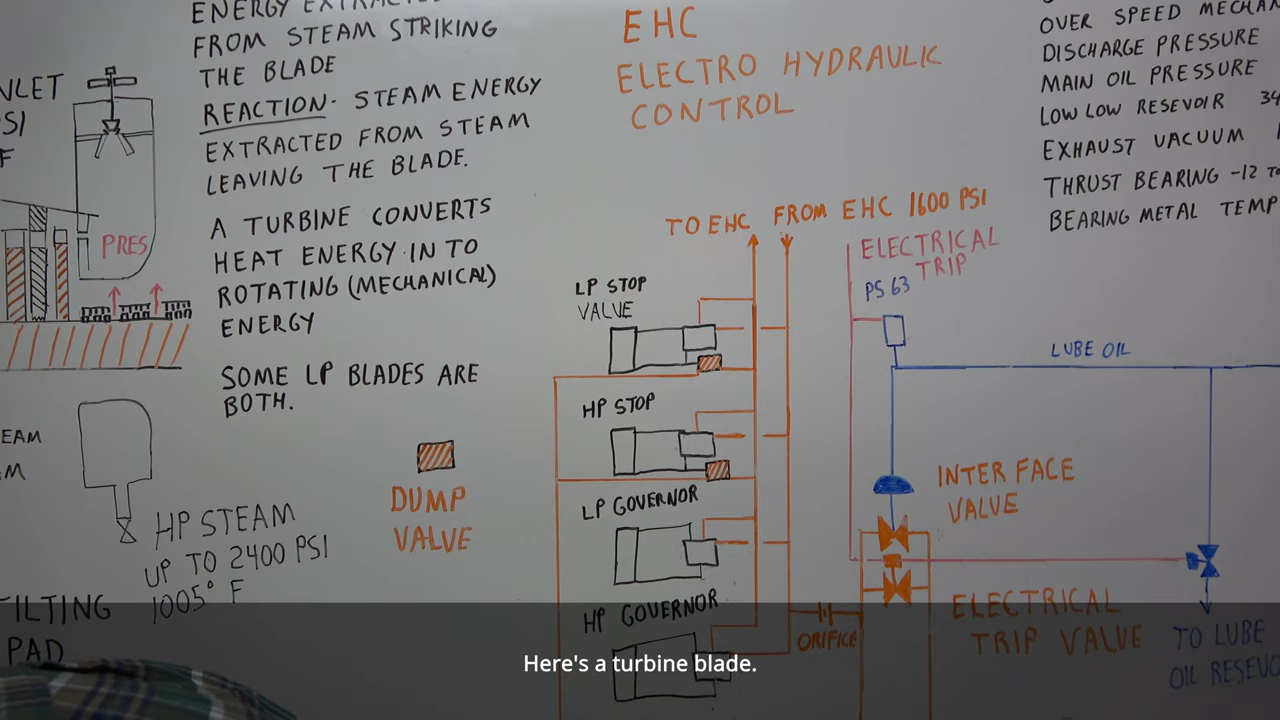 ENERGY EXTRACTED
FROM STEAM STRIKING
THE BLADE
REACTION- STEAM ENERGY
EXTRACTED FROM STEAM
LEAVING THE BLADE.
A TURBINE CONVERTS
HEAT ENERGY IN TO
ROTATING (MECHANICAL)
ENERGY
SOME LP BLADES ARE
BOTH.
PRES
HP STEAM
UP TO 2400 PSI
1005° F
TILTING
PAD
DUMP
VALVE
EHC
ELECTRO HYDRAULIC
CONTROL
TO EHC FROM EHC 1600 PSI
ELECTRICAL
TRIP
PS 63
LP STOP
VALVE
HP STOP
LP GOVERNOR
HP GOVERNOR
LUBE OIL
INTER FACE
VALVE
ORIFICE
ELECTRICAL
TRIP VALVE
TO LUBE
OIL
OVER SPEED
DISCHARGE PRESSURE
MAIN OIL PRESSURE
LOW LOW RESEVOIR 34
EXHAUST VACUUM
THRUST BEARING -12 TO
BEARING METAL TEMP
Here's a turbine blade.